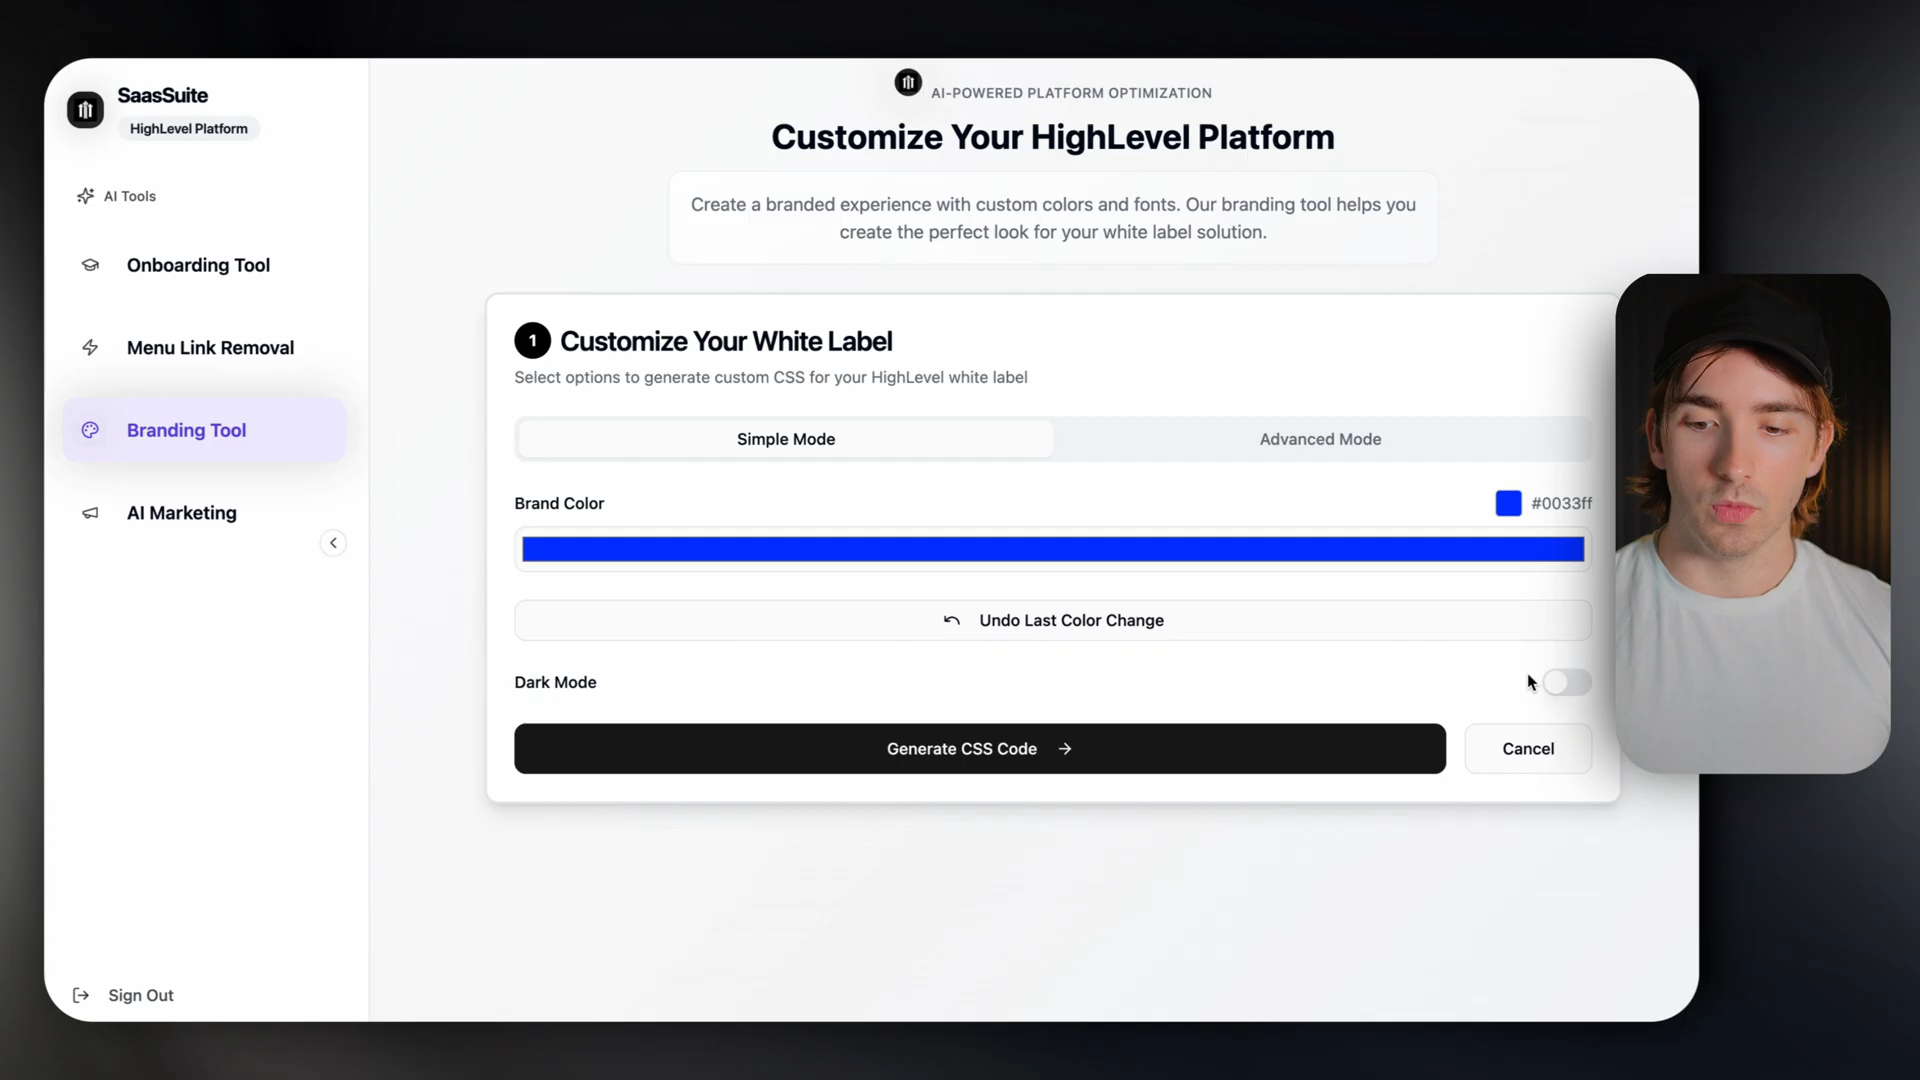 SaasSuite
HighLevel Platform
AI Tools
Onboarding Tool
Menu Link Removal
Branding Tool
AI Marketing
Sign Out
AI-POWERED PLATFORM OPTIMIZATION
Customize Your HighLevel Platform
Create a branded experience with custom colors and fonts. Our branding tool helps you
create the perfect look for your white label solution.
1 Customize Your White Label
Select options to generate custom CSS for your HighLevel white label
Simple Mode
Advanced Mode
Brand Color
#0033ff
Undo Last Color Change
Dark Mode
Generate CSS Code →
Cancel